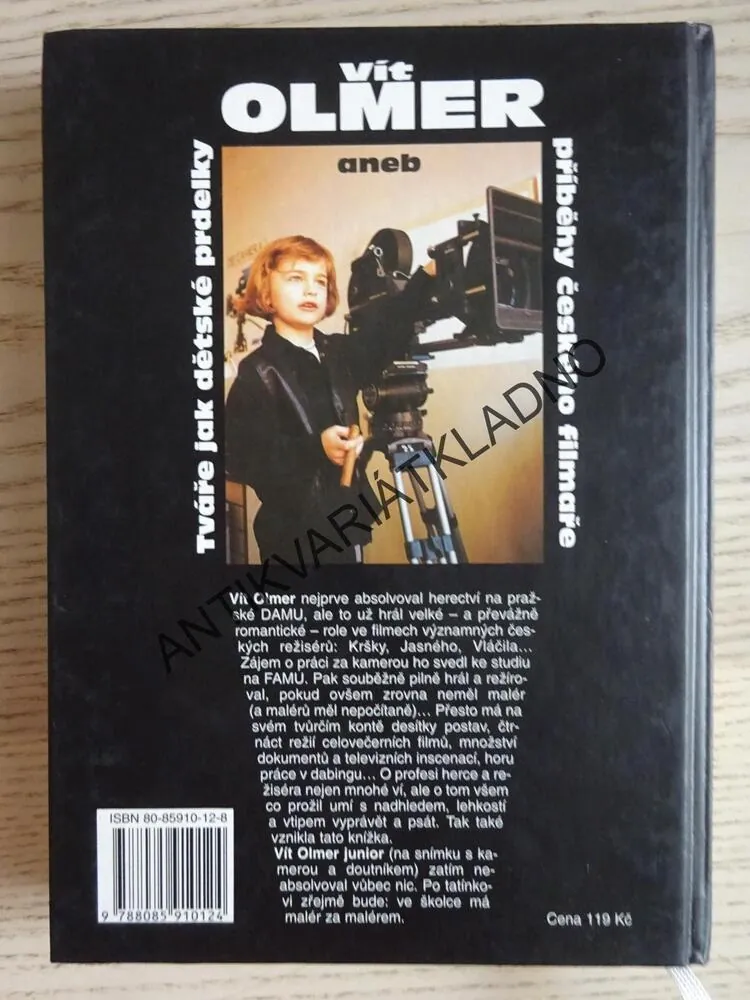 Vít
OLMER
aneb
Tváře jak dětské prdelky
příběhy českého filmaře
ANTIKVARIÁTKLADNO
Vít Olmer nejprve absolvoval herectví na praž-
ské DAMU, ale to už hrál velké – a převážně
romantické – role ve filmech významných čes-
kých režisérů: Kršky, Jasného, Vláčila...
Zájem o práci za kamerou ho svedl ke studiu
na FAMU. Pak souběžně pilně hrál a režíro-
val, pokud ovšem zrovna neměl malér
(a malérů měl nepočítaně)... Přesto má na
svém tvůrčím kontě desítky postav, čtr-
náct režií celovečerních filmů, množství
dokumentů a televizních inscenací, horu
práce v dabingu... O profesi herce a re-
žiséra nejen mnohé ví, ale o tom všem
co prožil umí s nadhledem, lehkostí
a vtipem vyprávět a psát. Tak také
vznikla tato knížka.
Vít Olmer junior (na snímku s ka-
merou a doutníkem) zatím ne-
absolvoval vůbec nic. Po tatínko-
vi zřejmě bude: ve školce má
malér za malérem.
ISBN 80-85910-12-8
9 788085 910124
Cena 119 Kč